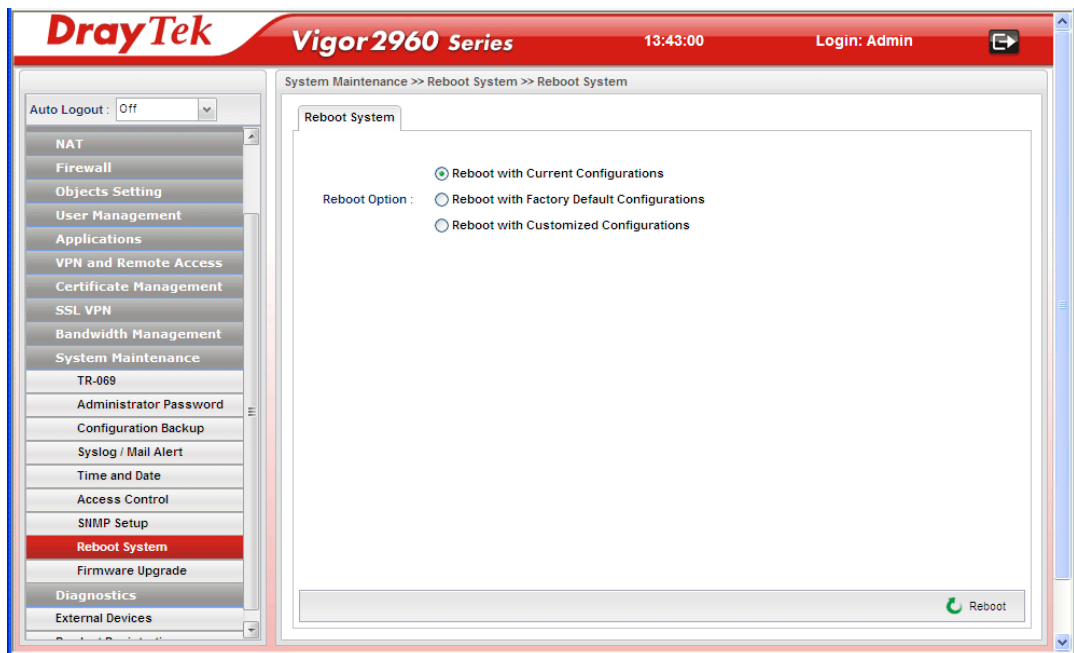 DrayTek
Vigor2960 Series
13:43:00
Login: Admin
Auto Logout : Off
System Maintenance >> Reboot System >> Reboot System
NAT
Firewall
Objects Setting
User Management
Applications
VPN and Remote Access
Certificate Management
SSL VPN
Bandwidth Management
System Maintenance
TR-069
Administrator Password
Configuration Backup
Syslog / Mail Alert
Time and Date
Access Control
SNMP Setup
Reboot System
Firmware Upgrade
Diagnostics
External Devices
Reboot System
Reboot Option :
Reboot with Current Configurations
Reboot with Factory Default Configurations
Reboot with Customized Configurations
Reboot